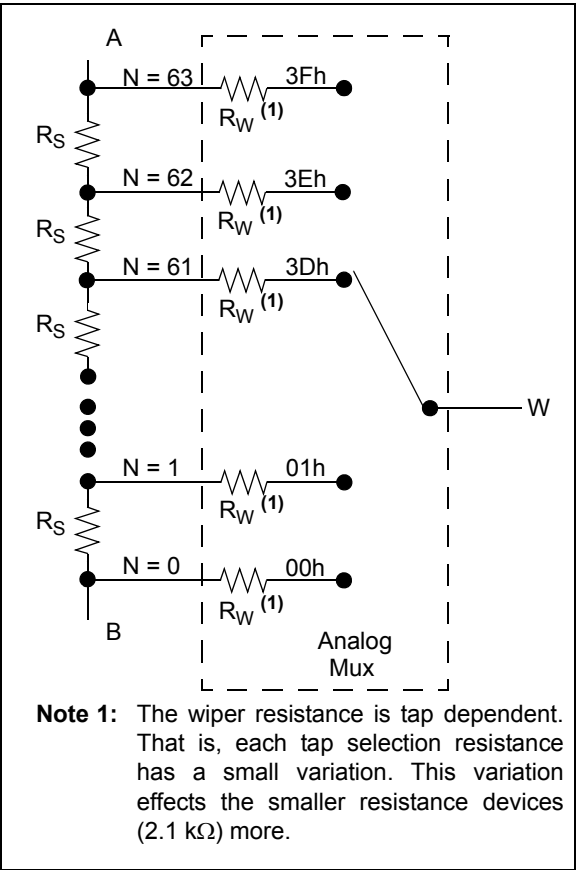 A
N = 63 3Fh
RW (1)
RS
N = 62 3Eh
RW (1)
RS
N = 61 3Dh
RW (1)
RS
W
N = 1 01h
RW (1)
RS
N = 0 00h
RW (1)
B
Analog
Mux
Note 1: The wiper resistance is tap dependent.
That is, each tap selection resistance
has a small variation. This variation
effects the smaller resistance devices
(2.1 kΩ) more.